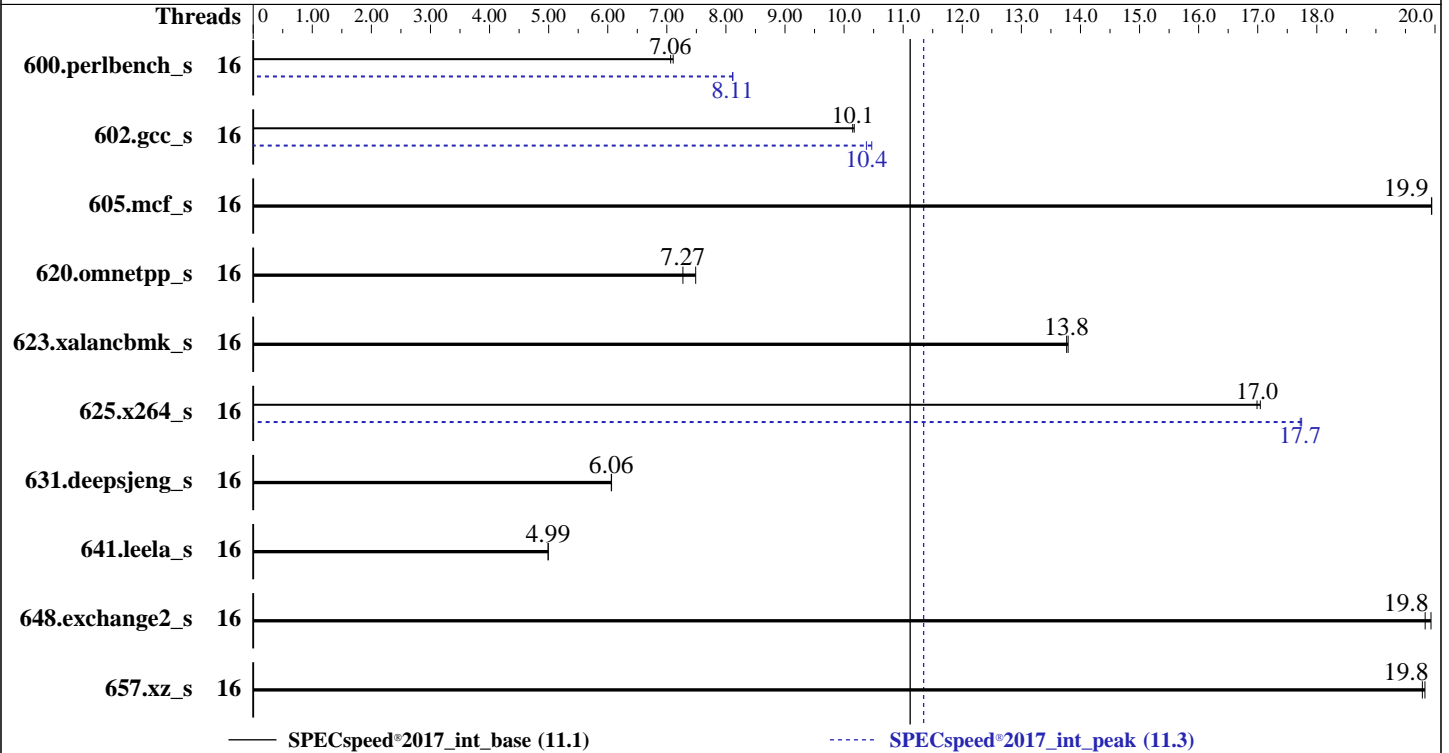 Threads 0 1.00 2.00 3.00 4.00 5.00 6.00 7.00 8.00 9.00 10.0 11.0 12.0 13.0 14.0 15.0 16.0 17.0 18.0 20.0
7.06
600.perlbench_s 16
8.11
10.1
602.gcc_s 16
10.4
19.9
605.mcf_s 16
7.27
620.omnetpp_s 16
13.8
623.xalancbmk_s 16
17.0
625.x264_s 16
17.7
6.06
631.deepsjeng_s 16
4.99
641.leela_s 16
19.8
648.exchange2_s 16
19.8
657.xz_s 16
SPECspeed®2017_int_base (11.1) SPECspeed®2017_int_peak (11.3)